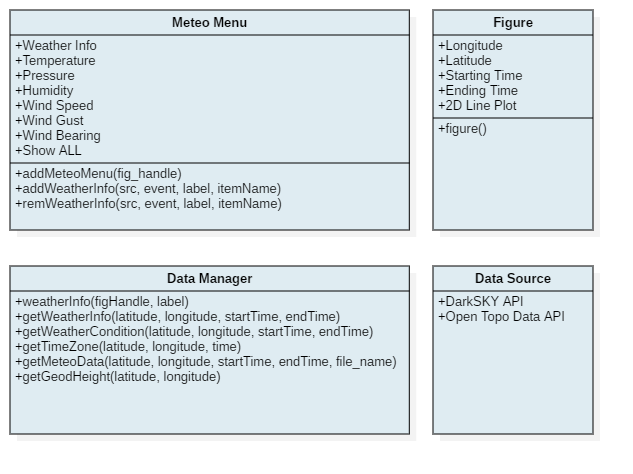 Meteo Menu
+Weather Info
+Temperature
+Pressure
+Humidity
+Wind Speed
+Wind Gust
+Wind Bearing
+Show ALL
+addMeteoMenu(fig_handle)
+addWeatherInfo(src, event, label, itemName)
+remWeatherInfo(src, event, label, itemName)
Figure
+Longitude
+Latitude
+Starting Time
+Ending Time
+2D Line Plot
+figure()
Data Manager
+weatherInfo(figHandle, label)
+getWeatherInfo(latitude, longitude, startTime, endTime)
+getWeatherCondition(latitude, longitude, startTime, endTime)
+getTimeZone(latitude, longitude, time)
+getMeteoData(latitude, longitude, startTime, endTime, file_name)
+getGeodHeight(latitude, longitude)
Data Source
+DarkSKY API
+Open Topo Data API